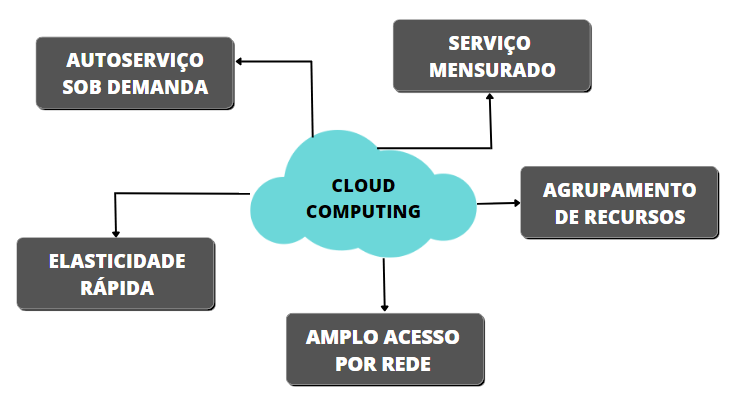 AUTOSERVIÇO
SOB DEMANDA
SERVIÇO
MENSURADO
CLOUD
COMPUTING
AGRUPAMENTO
DE RECURSOS
ELASTICIDADE
RÁPIDA
AMPLO ACESSO
POR REDE